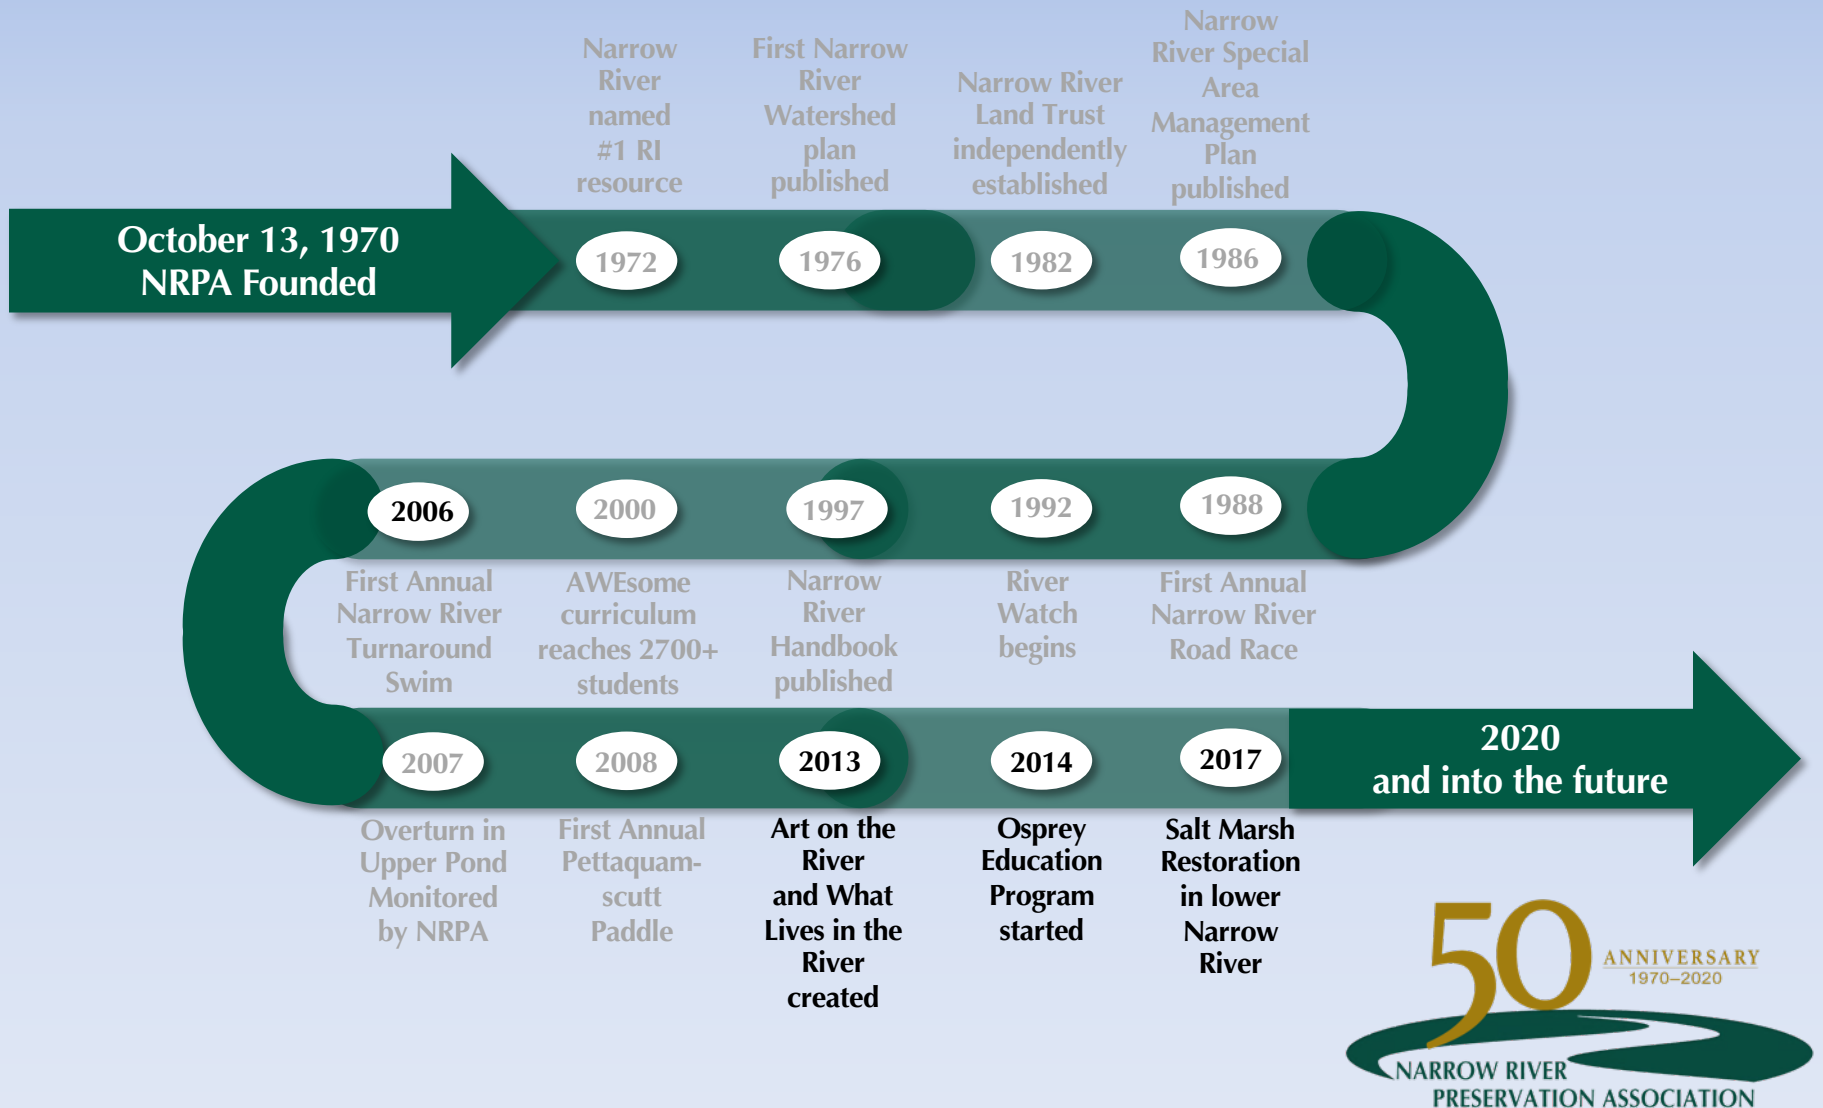 October 13, 1970
NRPA Founded
Narrow
River
named
#1 RI
resource
1972
First Narrow
River
Watershed
plan
published
1976
Narrow River
Land Trust
independently
established
1982
Narrow
River Special
Area
Management
Plan
published
1986
1988
First Annual
Narrow River
Road Race
1992
River
Watch
begins
1997
Narrow
River
Handbook
published
2000
AWEsome
curriculum
reaches 2700+
students
2006
First Annual
Narrow River
Turnaround
Swim
2007
Overturn in
Upper Pond
Monitored
by NRPA
2008
First Annual
Pettaquam-
scutt
Paddle
2013
Art on the
River
and What
Lives in the
River
created
2014
Osprey
Education
Program
started
2017
Salt Marsh
Restoration
in lower
Narrow
River
2020
and into the future
50
ANNIVERSARY
1970–2020
NARROW RIVER
PRESERVATION ASSOCIATION